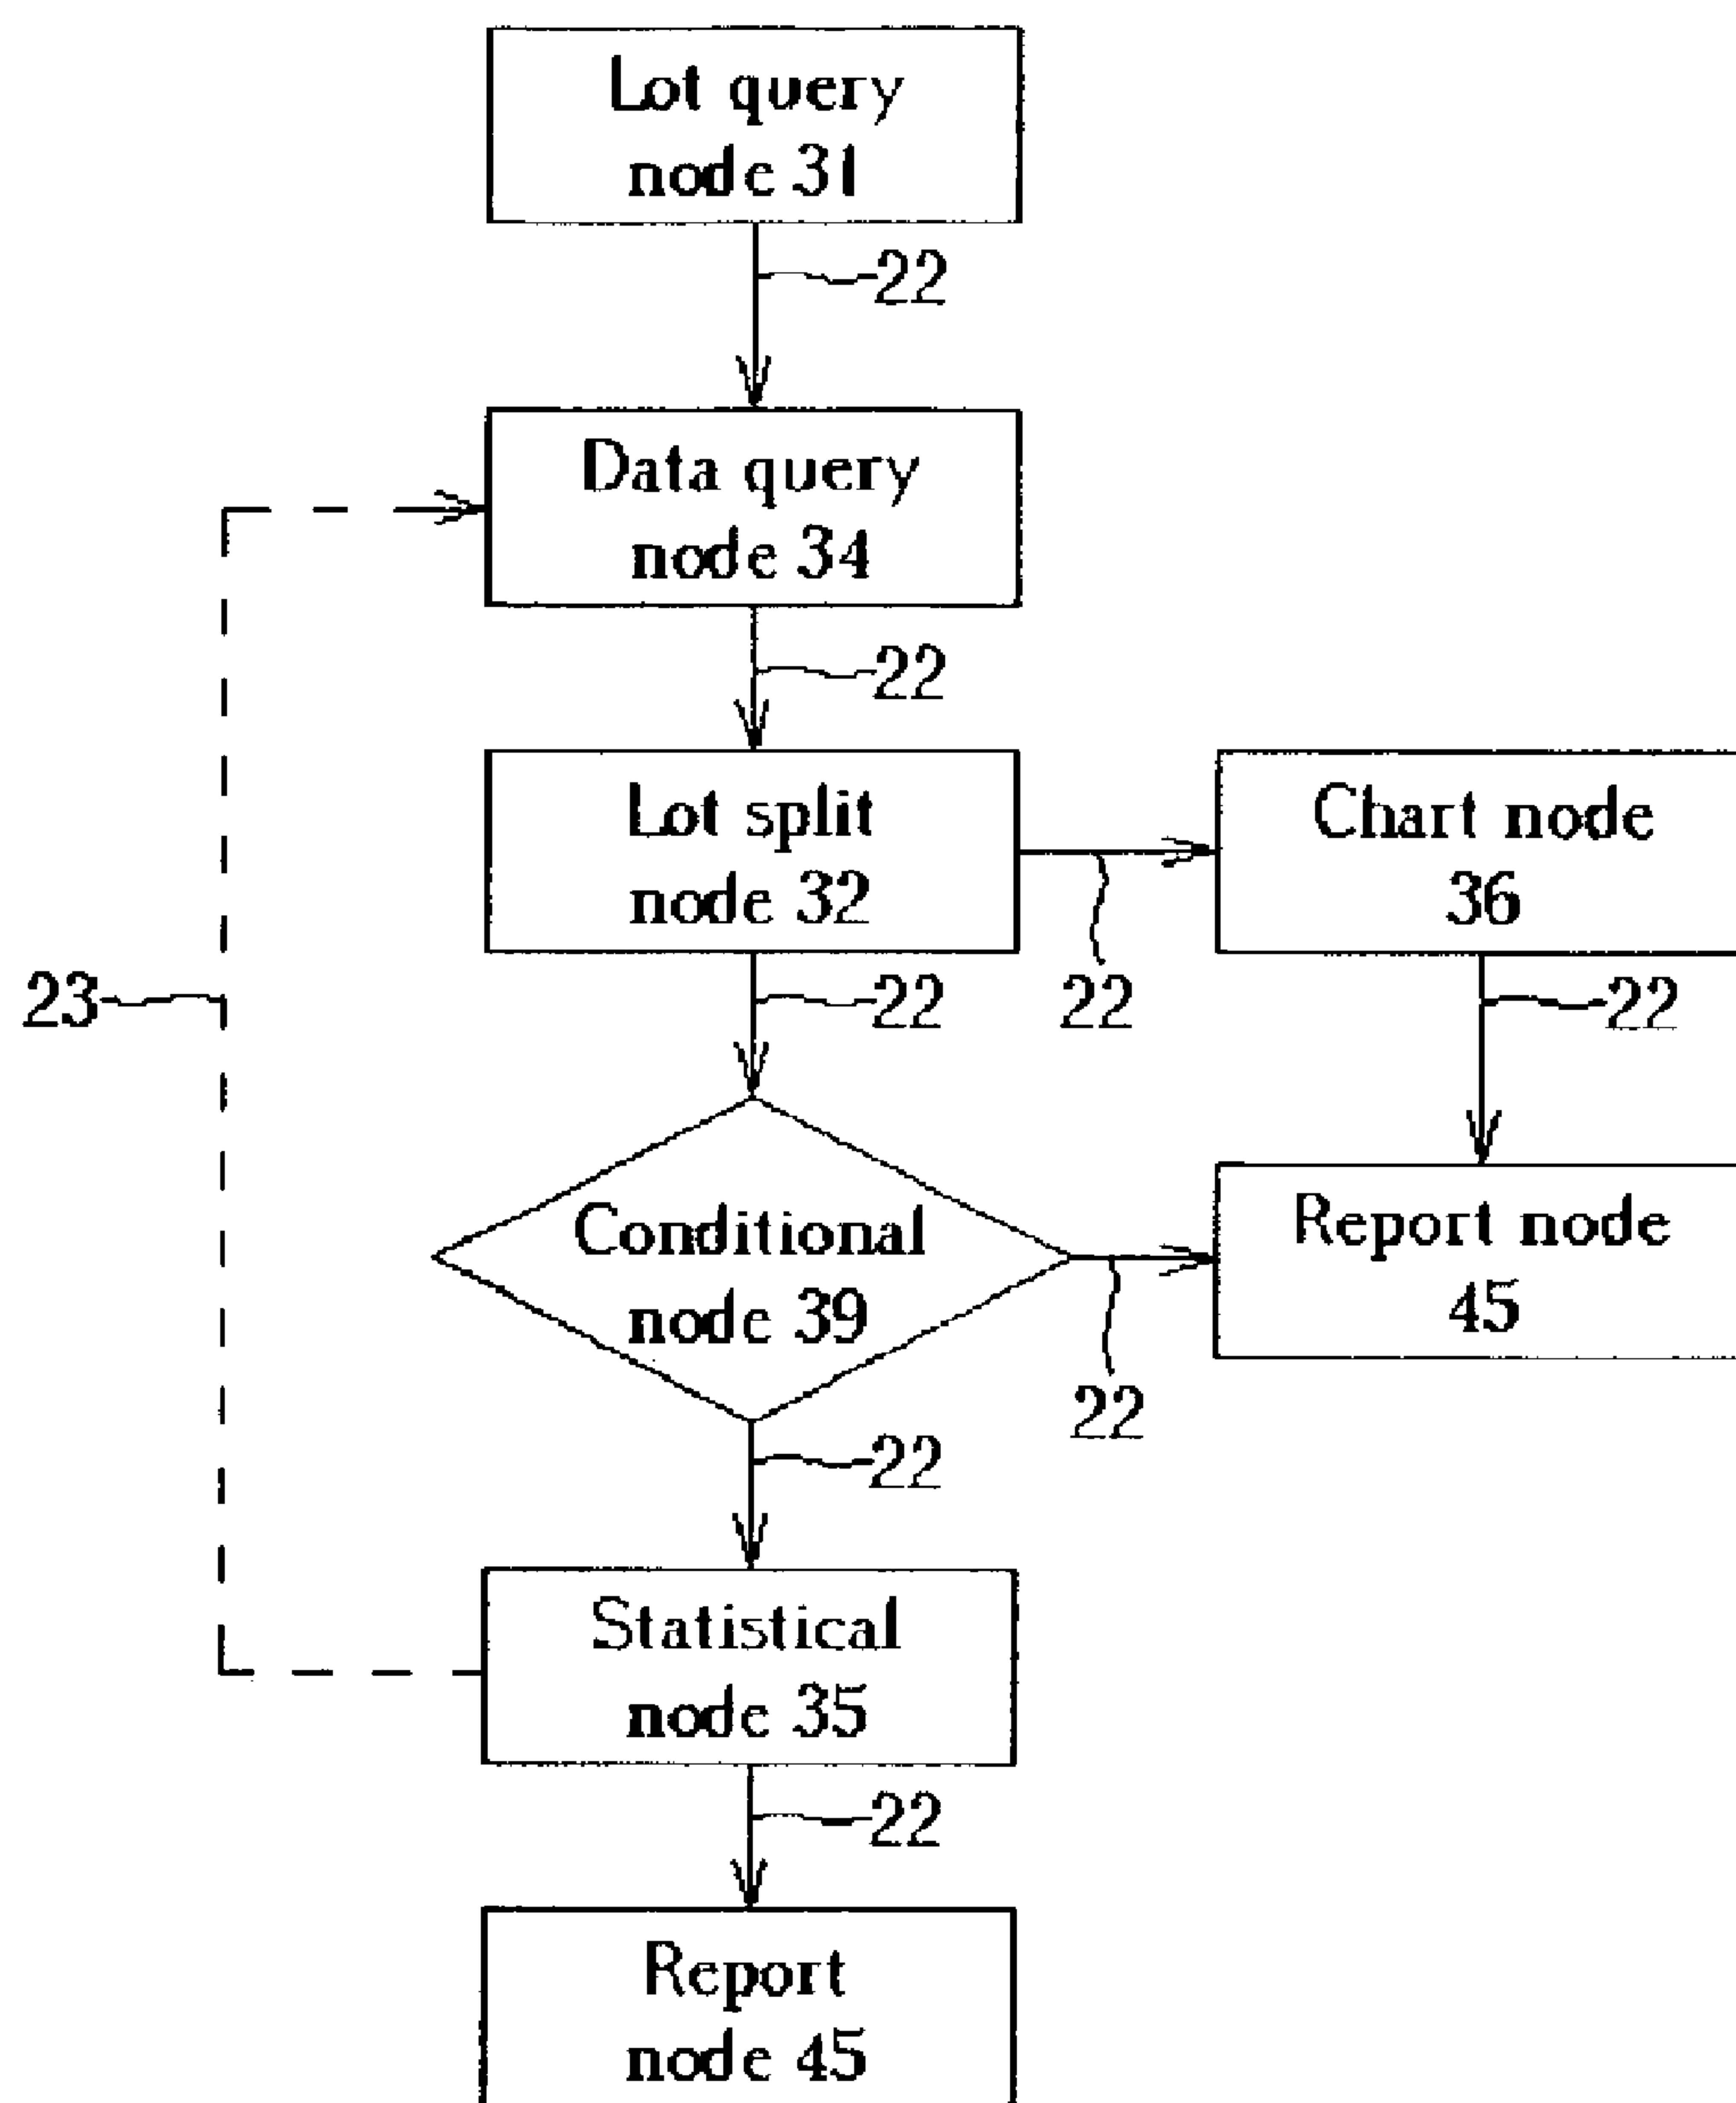 Lot query
node 31
22
Data query
node 34
22
Lot split
node 32
Chart node
36
23
22
22
22
Conditional
node 39
Report node
45
22
22
Statistical
node 35
22
Report
node 45